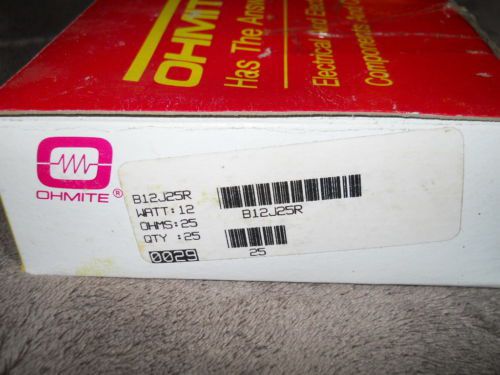 OHMIT
Has The Answ
Electrical And Elec
Components And
OHMITE®
B12J25R
WATT:12
OHMS:25
QTY :25
0029
B12J25R
25